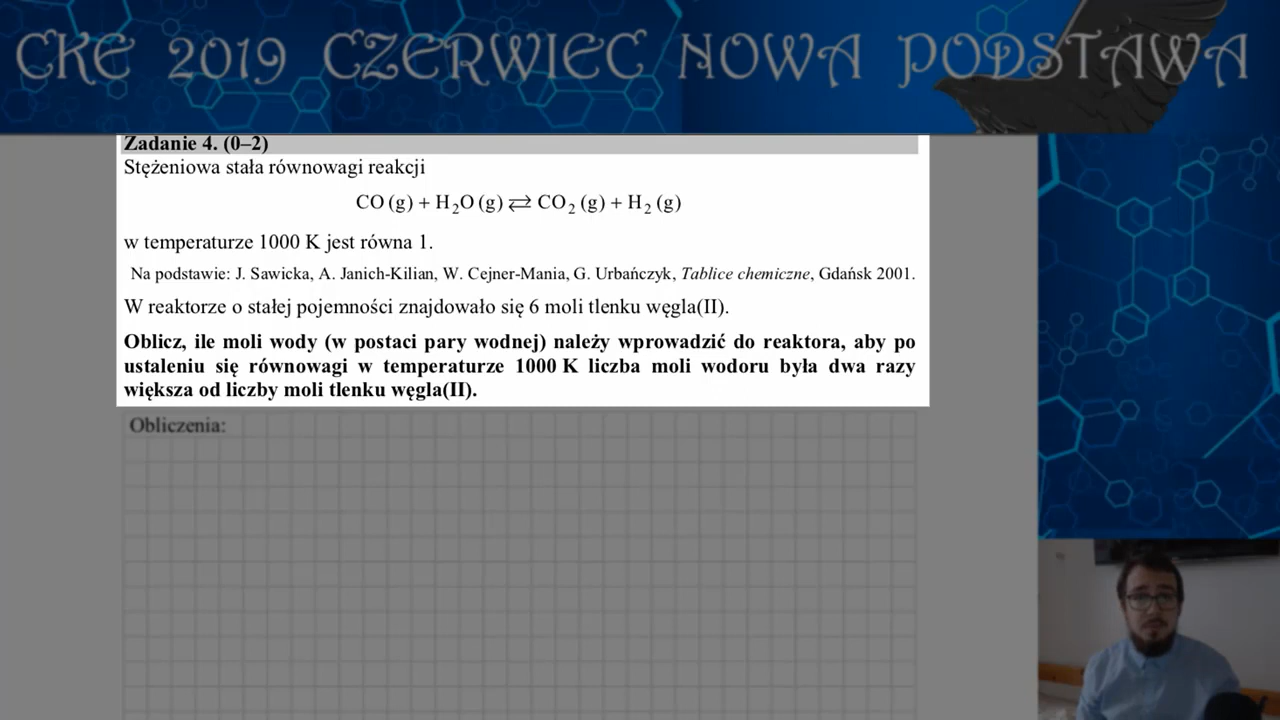 CKE 2019 CZERWIEC NOWA PODSTAWA
Zadanie 4. (0–2)
Stężeniowa stała równowagi reakcji
CO (g) + H₂O (g) ⇄ CO₂ (g) + H₂ (g)
w temperaturze 1000 K jest równa 1.
Na podstawie: J. Sawicka, A. Janich-Kilian, W. Cejner-Mania, G. Urbańczyk, Tablice chemiczne, Gdańsk 2001.
W reaktorze o stałej pojemności znajdowało się 6 moli tlenku węgla(II).
Oblicz, ile moli wody (w postaci pary wodnej) należy wprowadzić do reaktora, aby po
ustaleniu się równowagi w temperaturze 1000 K liczba moli wodoru była dwa razy
większa od liczby moli tlenku węgla(II).
Obliczenia: